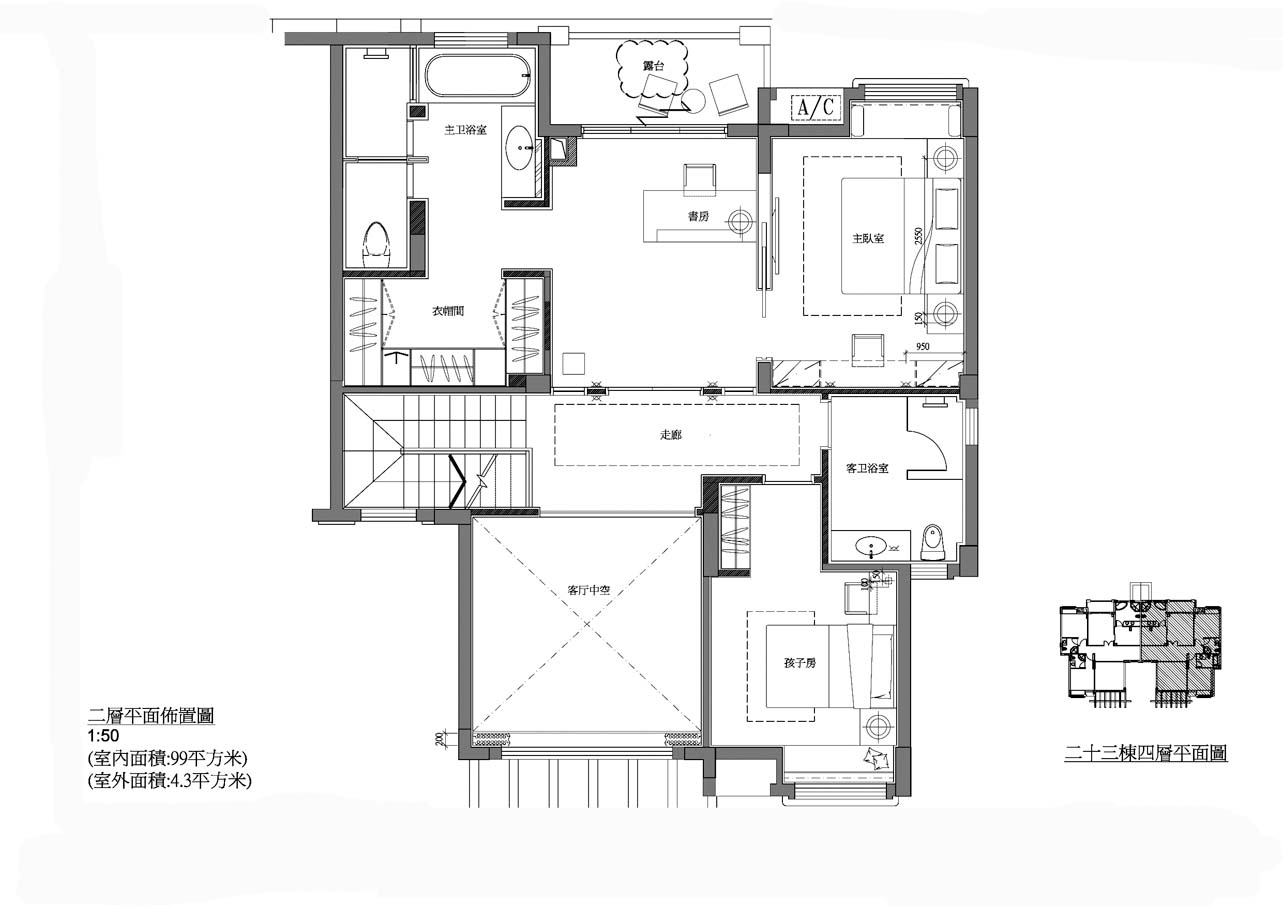 露台
A/C
主卫浴室
書房
主臥室
2550
150
950
衣帽間
走廊
客卫浴室
客厅中空
150
100
孩子房
200
二層平面佈置圖
1:50
(室內面積:99平方米)
(室外面積:4.3平方米)
二十三棟四層平面圖